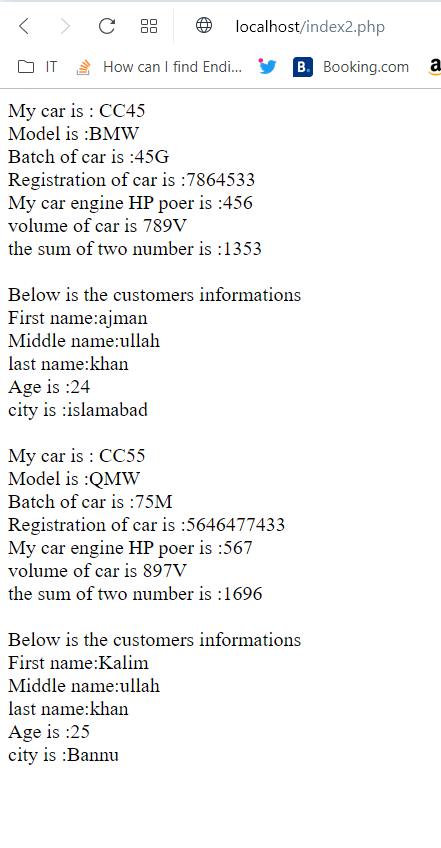 localhost/index2.php
IT How can I find Endi... B. Booking.com a
My car is : CC45
Model is :BMW
Batch of car is :45G
Registration of car is :7864533
My car engine HP poer is :456
volume of car is 789V
the sum of two number is :1353
Below is the customers informations
First name:ajman
Middle name:ullah
last name:khan
Age is :24
city is :islamabad
My car is : CC55
Model is :QMW
Batch of car is :75M
Registration of car is :5646477433
My car engine HP poer is :567
volume of car is 897V
the sum of two number is :1696
Below is the customers informations
First name:Kalim
Middle name:ullah
last name:khan
Age is :25
city is :Bannu